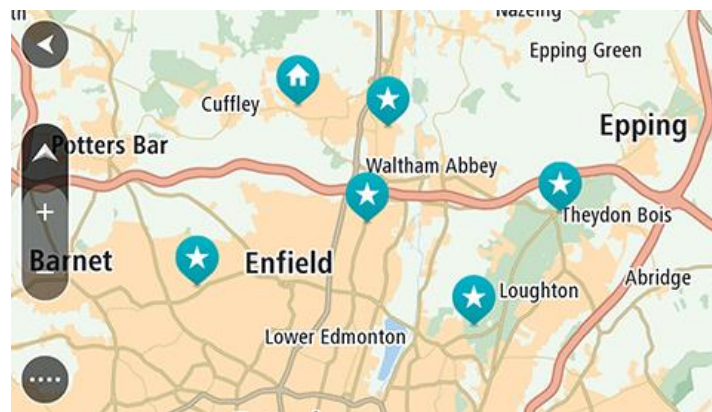 Nazeing
Epping Green
Cuffley
Epping
Potters Bar
Waltham Abbey
Theydon Bois
Barnet
Enfield
Loughton
Abridge
Lower Edmonton